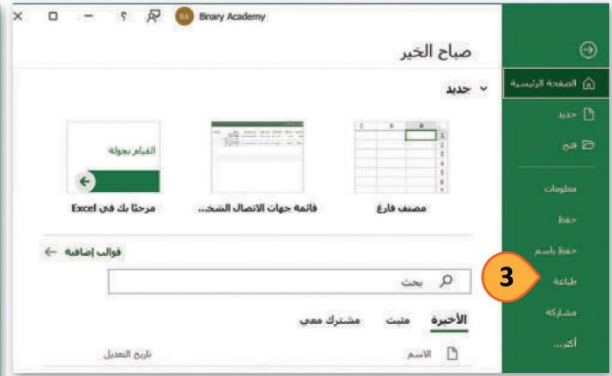 Binary Academy
BA
صباح الخير
الصفحة الرئيسية
جديد
جديد
فتح
القيام بجولة
مصنف فارغ
قائمة جهات الاتصال الشخـ...
مرحبًا بك في Excel
معلومات
حفظ
حفظ باسم
قوالب إضافية
طباعة
3
بحث
مشاركة
الأخيرة
مثبت
مشترك معي
أكثر...
الاسم
تاريخ التعديل